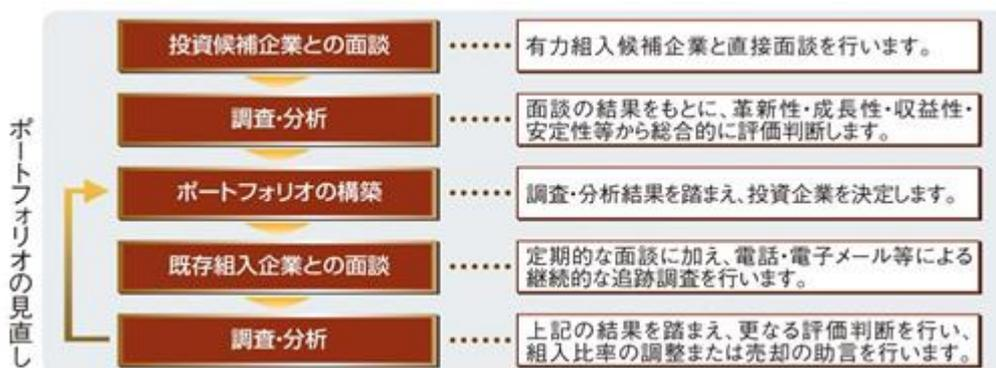 投資候補企業との面談
有力組入候補企業と直接面談を行います。
調査・分析
面談の結果をもとに、革新性・成長性・収益性・
安定性等から総合的に評価判断します。
ポートフォリオの構築
調査・分析結果を踏まえ、投資企業を決定します。
既存組入企業との面談
定期的な面談に加え、電話・電子メール等による
継続的な追跡調査を行います。
調査・分析
上記の結果を踏まえ、更なる評価判断を行い、
組入比率の調整または売却の助言を行います。
ポートフォリオの見直し